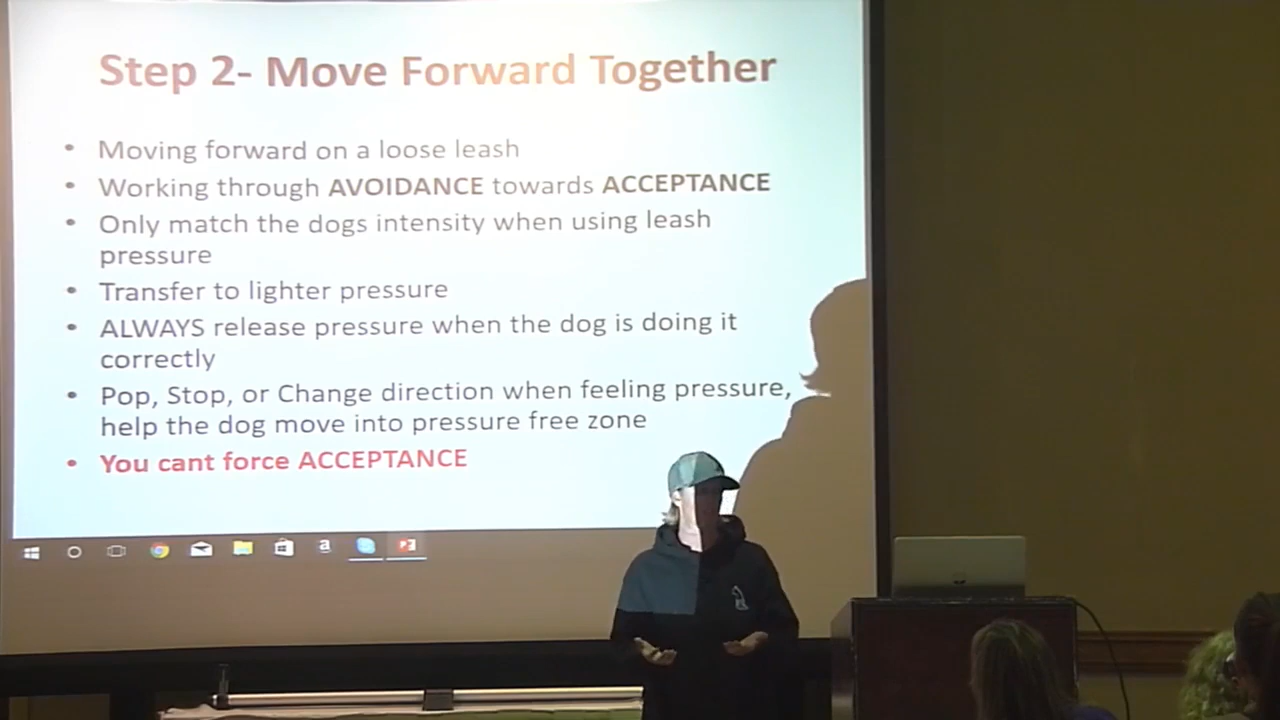 Step 2- Move Forward Together
• Moving forward on a loose leash
• Working through AVOIDANCE towards ACCEPTANCE
• Only match the dogs intensity when using leash
pressure
• Transfer to lighter pressure
• ALWAYS release pressure when the dog is doing it
correctly
• Pop, Stop, or Change direction when feeling pressure,
help the dog move into pressure free zone
• You cant force ACCEPTANCE